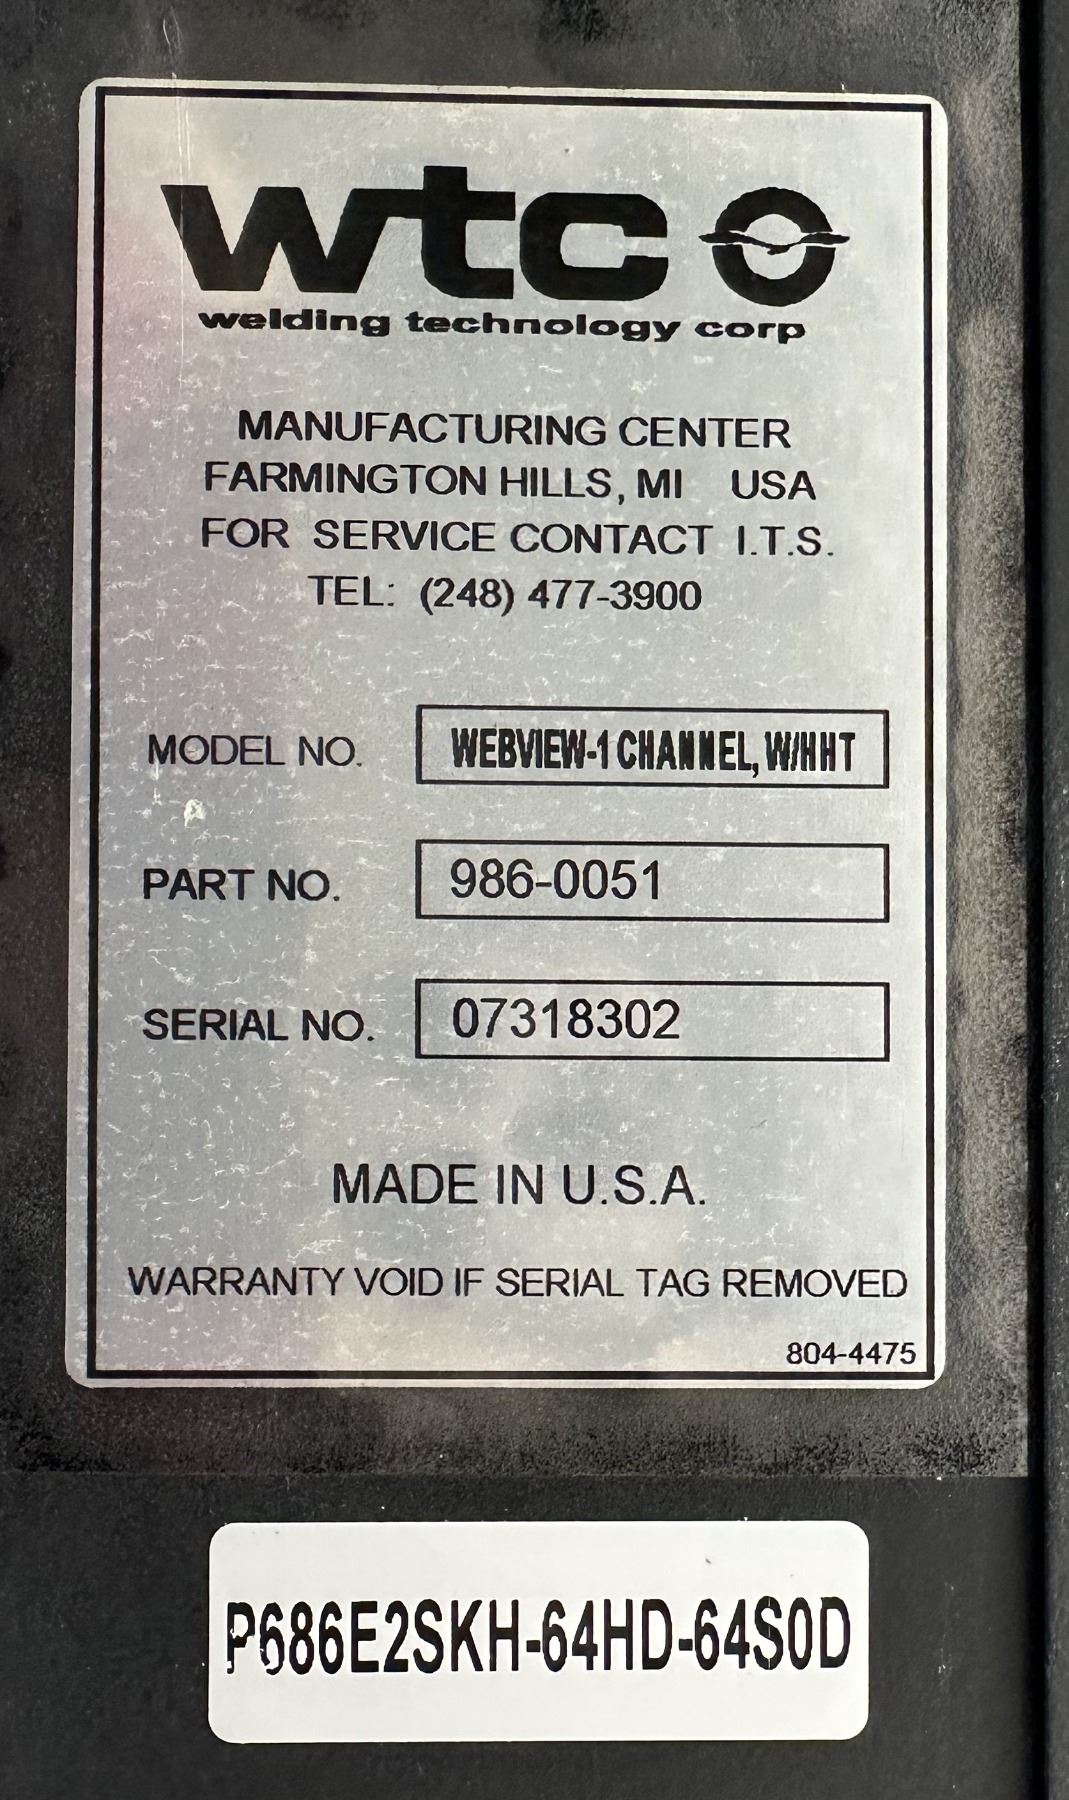 wtc
welding technology corp
MANUFACTURING CENTER
FARMINGTON HILLS, MI USA
FOR SERVICE CONTACT I.T.S.
TEL: (248) 477-3900
MODEL NO. WEBVIEW-1 CHANNEL, W/HHT
PART NO. 986-0051
SERIAL NO. 07318302
MADE IN U.S.A.
WARRANTY VOID IF SERIAL TAG REMOVED
804-4475
P686E2SKH-64HD-64S0D